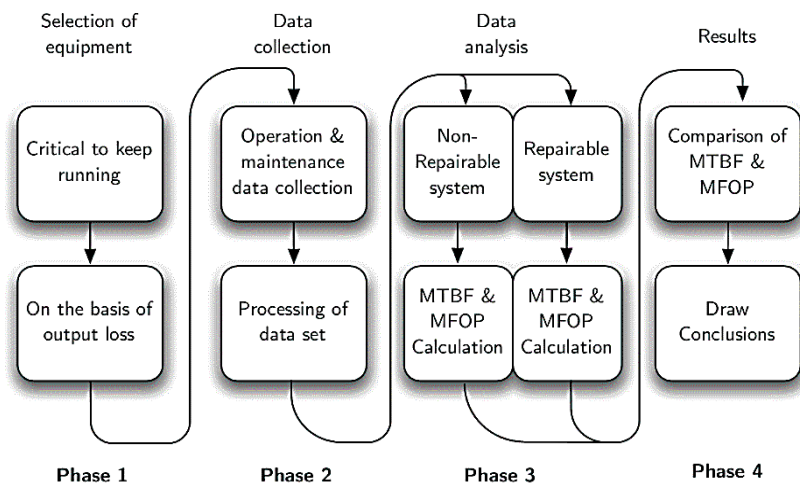 Selection of
equipment
Critical to keep
running
On the basis of
output loss
Phase 1
Data
collection
Operation &
maintenance
data collection
Processing of
data set
Phase 2
Data
analysis
Non-
Repairable
system
Repairable
system
MTBF &
MFOP
Calculation
MTBF &
MFOP
Calculation
Phase 3
Results
Comparison of
MTBF &
MFOP
Draw
Conclusions
Phase 4